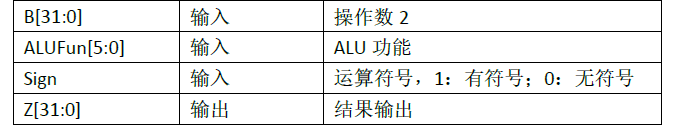 B[31:0] 输入 操作数 2
ALUFun[5:0] 输入 ALU 功能
Sign 输入 运算符号，1：有符号；0：无符号
Z[31:0] 输出 结果输出